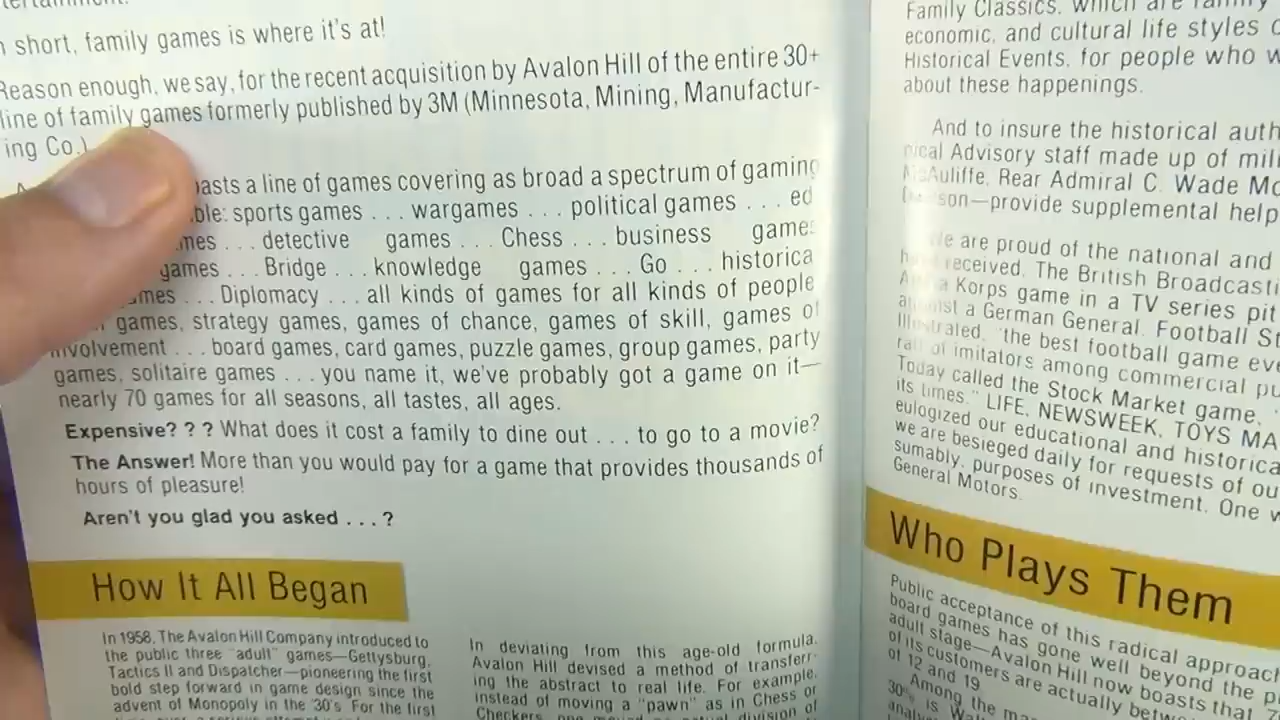 short, family games is where it's at!
Reason enough, we say, for the recent acquisition by Avalon Hill of the entire 30+
line of family games formerly published by 3M (Minnesota, Mining, Manufactur-
ing Co.)
a line of games covering as broad a spectrum of gaming
sports games . . . wargames . . . political games . . . ed
. . . detective games . . . Chess . . . business games
games . . . Bridge . . . knowledge games . . . Go . . . historica
. . . Diplomacy . . . all kinds of games for all kinds of people
games, strategy games, games of chance, games of skill, games of
involvement . . . board games, card games, puzzle games, group games, party
games, solitaire games . . . you name it, we've probably got a game on it—
nearly 70 games for all seasons, all tastes, all ages.
Expensive? ? ? What does it cost a family to dine out . . . to go to a movie?
The Answer! More than you would pay for a game that provides thousands of
hours of pleasure!
Aren't you glad you asked . . . ?
How It All Began
In 1958, The Avalon Hill Company introduced to
the public three "adult" games—Gettysburg,
Tactics II and Dispatcher—pioneering the first
bold step forward in game design since the
advent of Monopoly in the '30's. For the first
In deviating from this age-old formula,
Avalon Hill devised a method of transferr-
ing the abstract to real life. For example,
instead of moving a "pawn" as in Chess or
Checkers, one division of
Family Classics, which are family
economic, and cultural life styles
Historical Events, for people who
about these happenings.
And to insure the historical auth
Advisory staff made up of mil
McAuliffe, Rear Admiral C. Wade Mc
provide supplemental help
We are proud of the national and
received. The British Broadcasti
Korps game in a TV series pit
against a German General. Football St
Illustrated, "the best football game eve
of imitators among commercial pu
Today called the Stock Market game,
its times." LIFE, NEWSWEEK, TOYS MA
eulogized our educational and historica
we are besieged daily for requests of ou
sumably, purposes of investment. One
General Motors.
Who Plays Them
Public acceptance of this radical approach
board games has gone well beyond the
adult stage—Avalon Hill now boasts that
of its customers are actually betw
of 12 and 19.
Among the
30's is